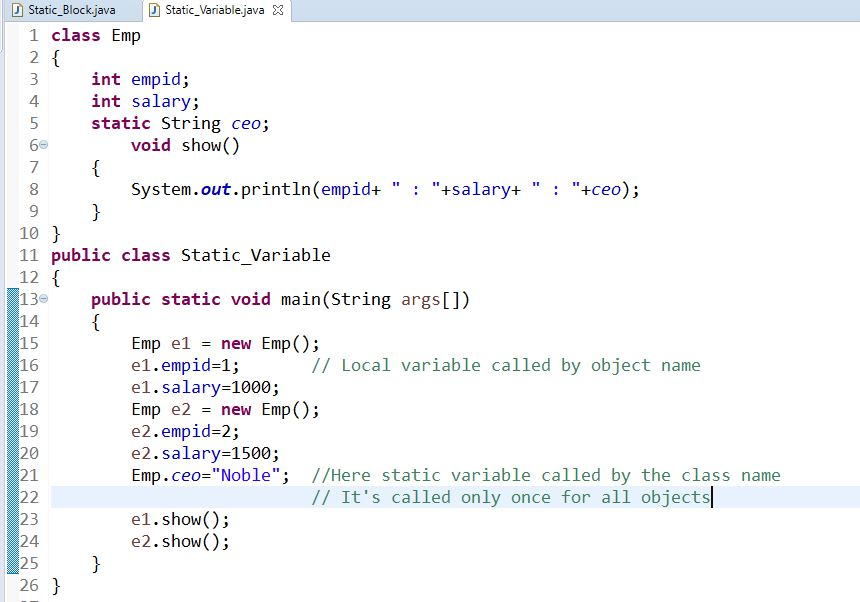 Static_Block.java Static_Variable.java
1 class Emp
2 {
3     int empid;
4     int salary;
5     static String ceo;
6         void show()
7     {
8         System.out.println(empid+ " : "+salary+ " : "+ceo);
9     }
10 }
11 public class Static_Variable
12 {
13     public static void main(String args[])
14     {
15         Emp e1 = new Emp();
16         e1.empid=1;       // Local variable called by object name
17         e1.salary=1000;
18         Emp e2 = new Emp();
19         e2.empid=2;
20         e2.salary=1500;
21         Emp.ceo="Noble";  //Here static variable called by the class name
22                           // It's called only once for all objects
23         e1.show();
24         e2.show();
25     }
26 }